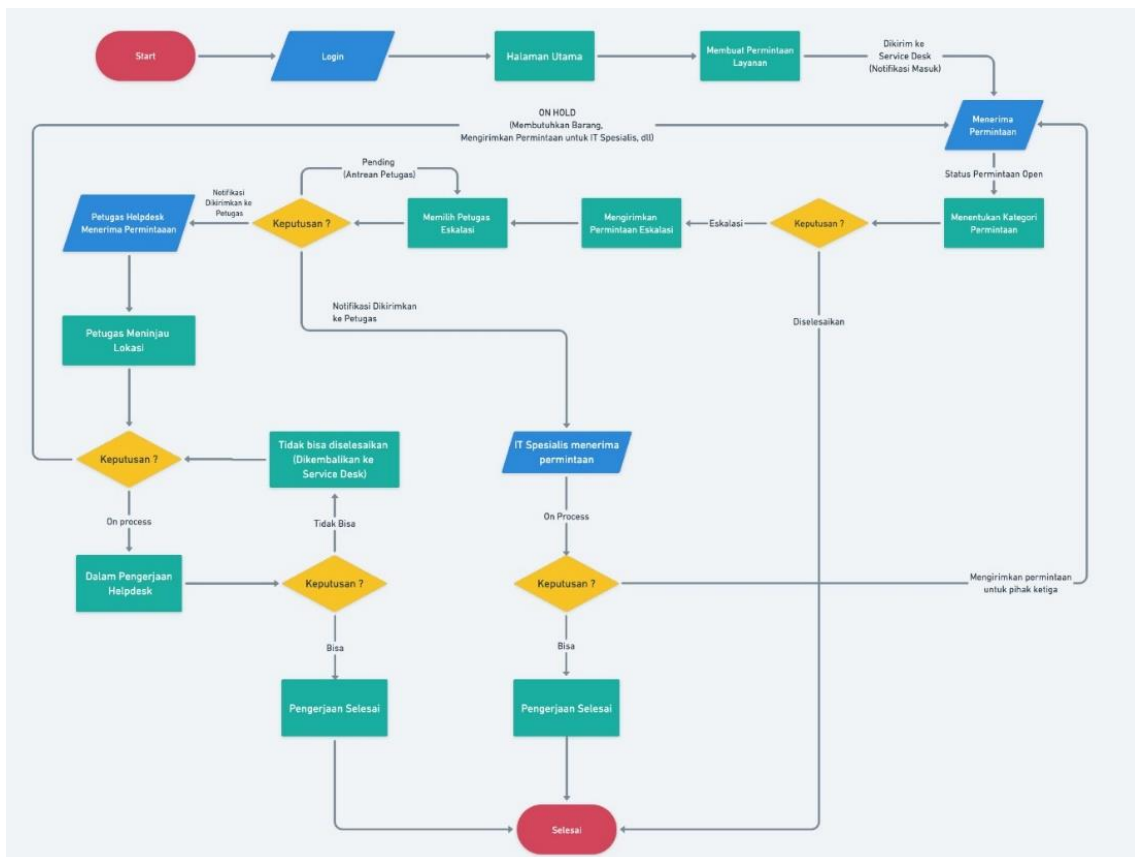 Start
Login
Halaman Utama
Membuat Permintaan
Layanan
Dikirim ke
Service Desk
(Notifikasi Masuk)
ON HOLD
(Membutuhkan Barang,
Mengirimkan Permintaan untuk IT Spesialis, dll)
Menerima
Permintaan
Pending
(Antrean Petugas)
Status Permintaan Open
Notifikasi
Dikirimkan ke
Petugas
Petugas Helpdesk
Menerima Permintaaan
Keputusan ?
Memilih Petugas
Eskalasi
Mengirimkan
Permintaan Eskalasi
Eskalasi
Keputusan ?
Menentukan Kategori
Permintaan
Notifikasi Dikirimkan
ke Petugas
Diselesaikan
Petugas Meninjau
Lokasi
Keputusan ?
Tidak bisa diselesaikan
(Dikembalikan ke
Service Desk)
IT Spesialis menerima
permintaan
On process
Tidak Bisa
On Process
Dalam Pengerjaan
Helpdesk
Keputusan ?
Keputusan ?
Mengirimkan permintaan
untuk pihak ketiga
Bisa
Bisa
Pengerjaan Selesai
Pengerjaan Selesai
Selesai